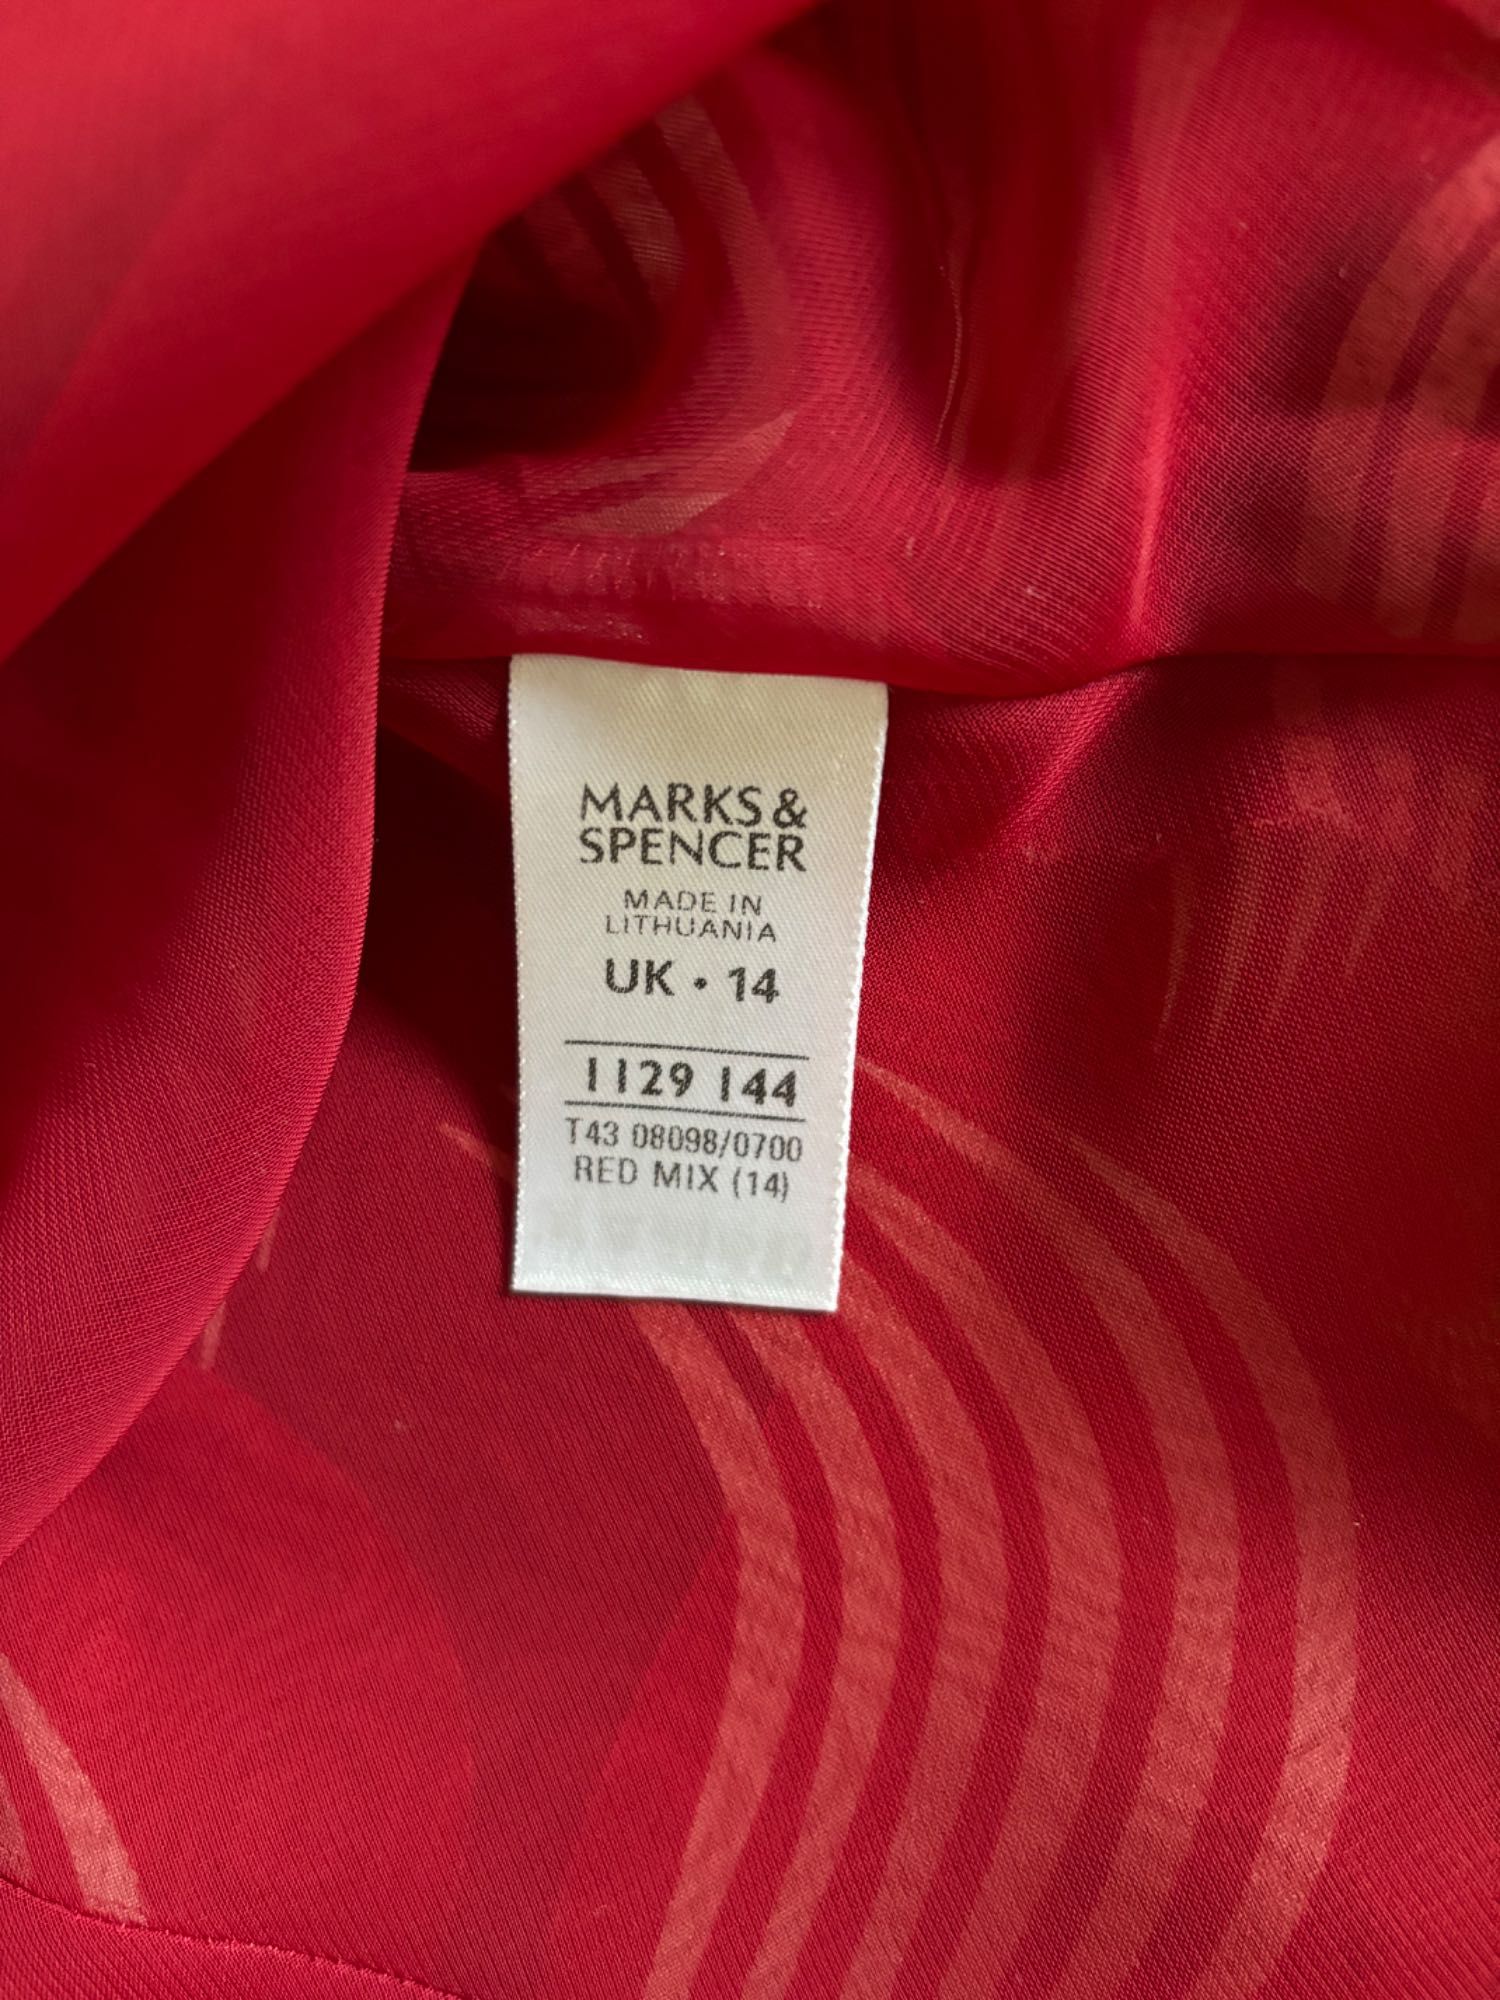 MARKS &
SPENCER
MADE IN
LITHUANIA
UK • 14
1129 144
T43 08098/0700
RED MIX (14)